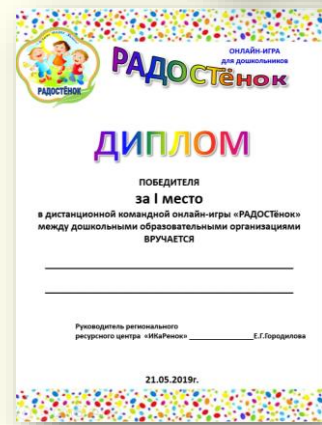 РАДОСТЁНОК
ОНЛАЙН-ИГРА
для дошкольников
РАДОСТёнок
ДИПЛОМ
ПОБЕДИТЕЛЯ
за I место
в дистанционной командной онлайн-игры «РАДОСТёнок»
между дошкольными образовательными организациями
ВРУЧАЕТСЯ
Руководитель регионального
ресурсного центра «ИКаРенок» ____________________Е.Г.Городилова
21.05.2019г.